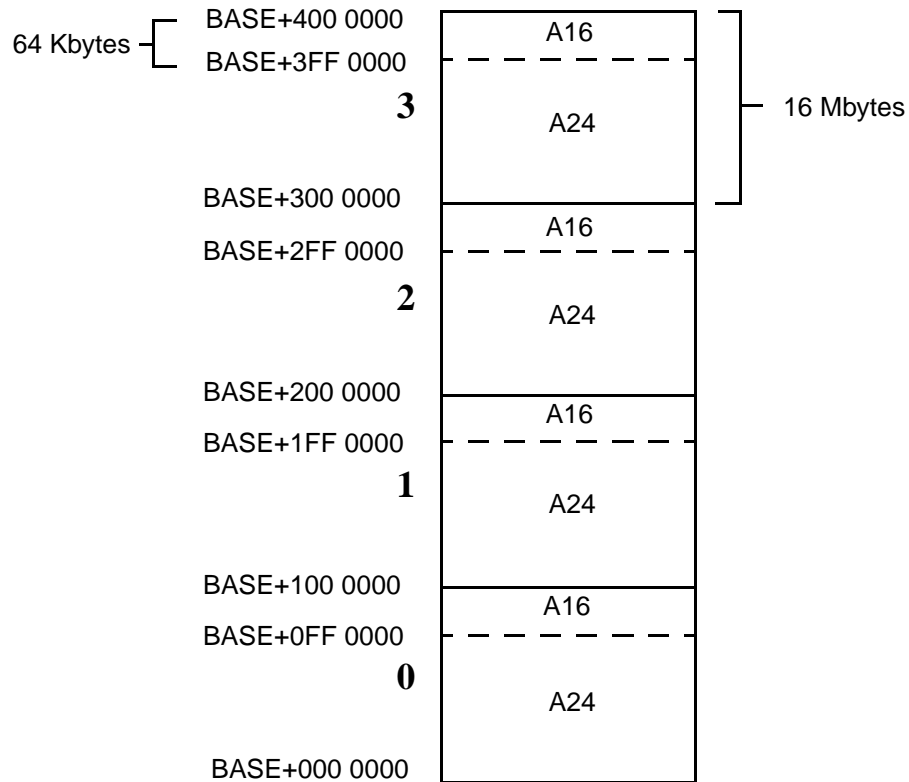 BASE+400 0000
A16
64 Kbytes
BASE+3FF 0000
3
16 Mbytes
A24
BASE+300 0000
A16
BASE+2FF 0000
2
A24
BASE+200 0000
A16
BASE+1FF 0000
1
A24
BASE+100 0000
A16
BASE+0FF 0000
0
A24
BASE+000 0000